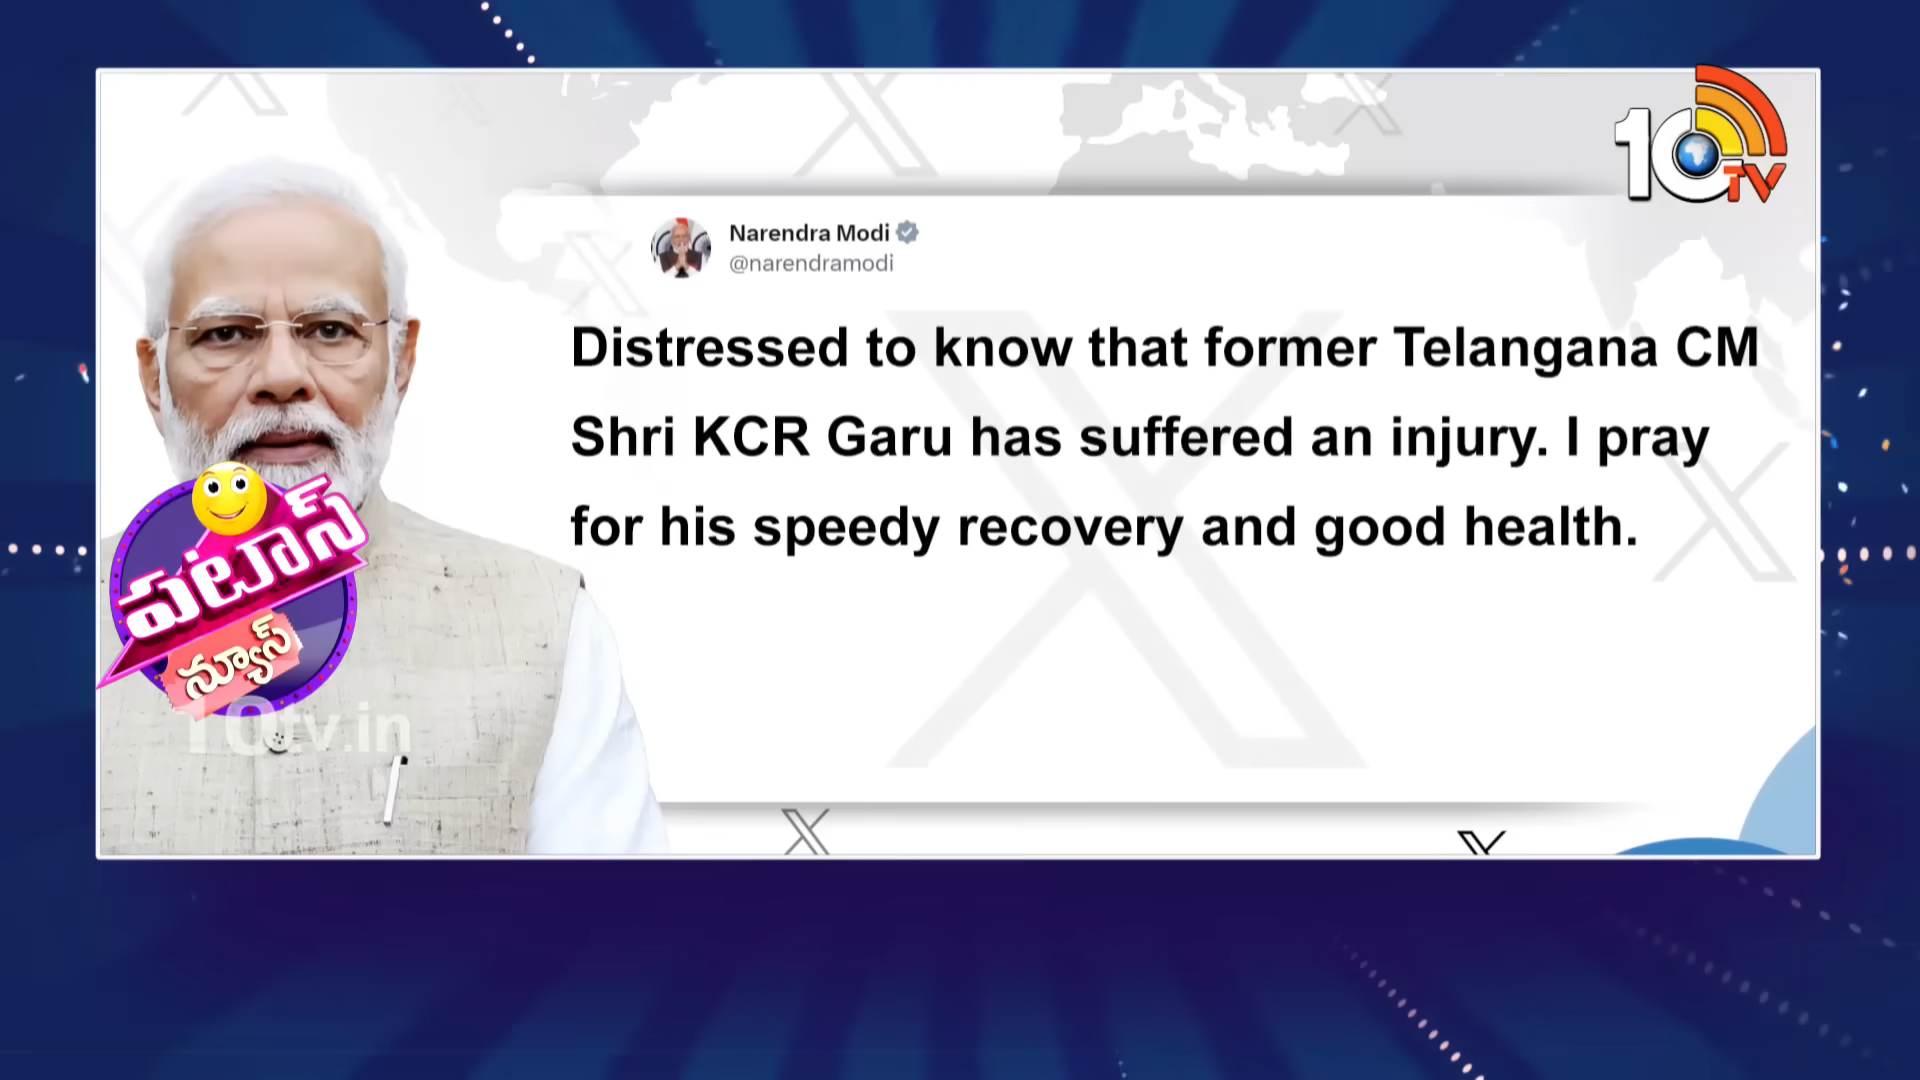 10TV
Narendra Modi
@narendramodi
Distressed to know that former Telangana CM
Shri KCR Garu has suffered an injury. I pray
for his speedy recovery and good health.
పటాస్
న్యూస్
10tv.in